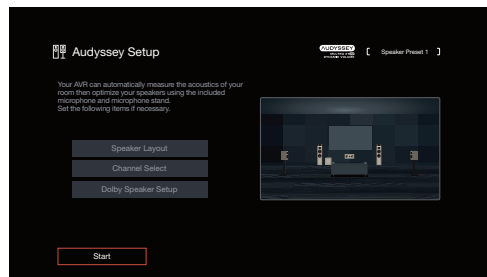 Audyssey Setup
AUDYSSEY
[ Speaker Preset 1 ]
Your AVR can automatically measure the acoustics of your
room then optimize your speakers using the included
microphone and microphone stand.
Set the following items if necessary.
Speaker Layout
Channel Select
Dolby Speaker Setup
Start